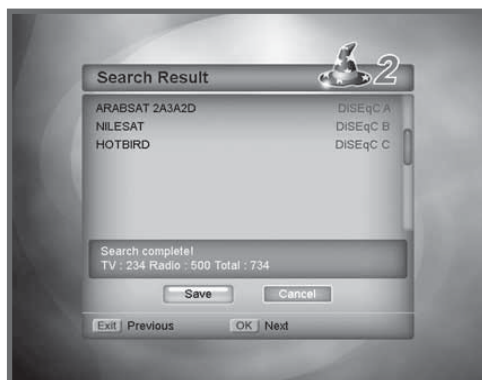 Search Result 2
ARABSAT 2A3A2D DiSEqC A
NILESAT DiSEqC B
HOTBIRD DiSEqC C
Search complete!
TV : 234 Radio : 500 Total : 734
Save Cancel
Exit Previous OK Next